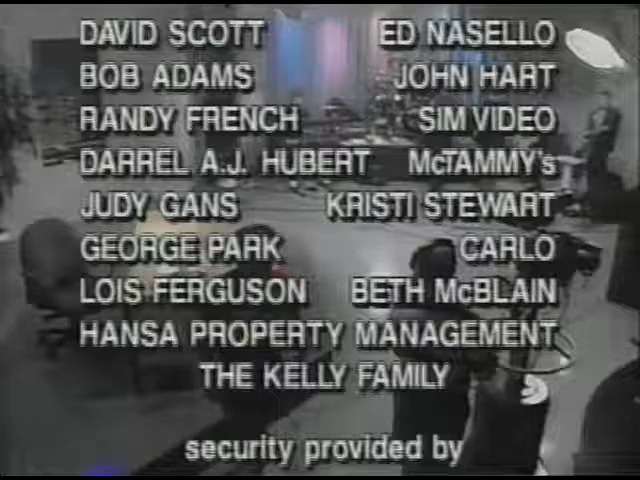 DAVID SCOTT ED NASELLO
BOB ADAMS JOHN HART
RANDY FRENCH SIM VIDEO
DARREL A.J. HUBERT McTAMMY's
JUDY GANS KRISTI STEWART
GEORGE PARK CARLO
LOIS FERGUSON BETH McBLAIN
HANSA PROPERTY MANAGEMENT
THE KELLY FAMILY
security provided by